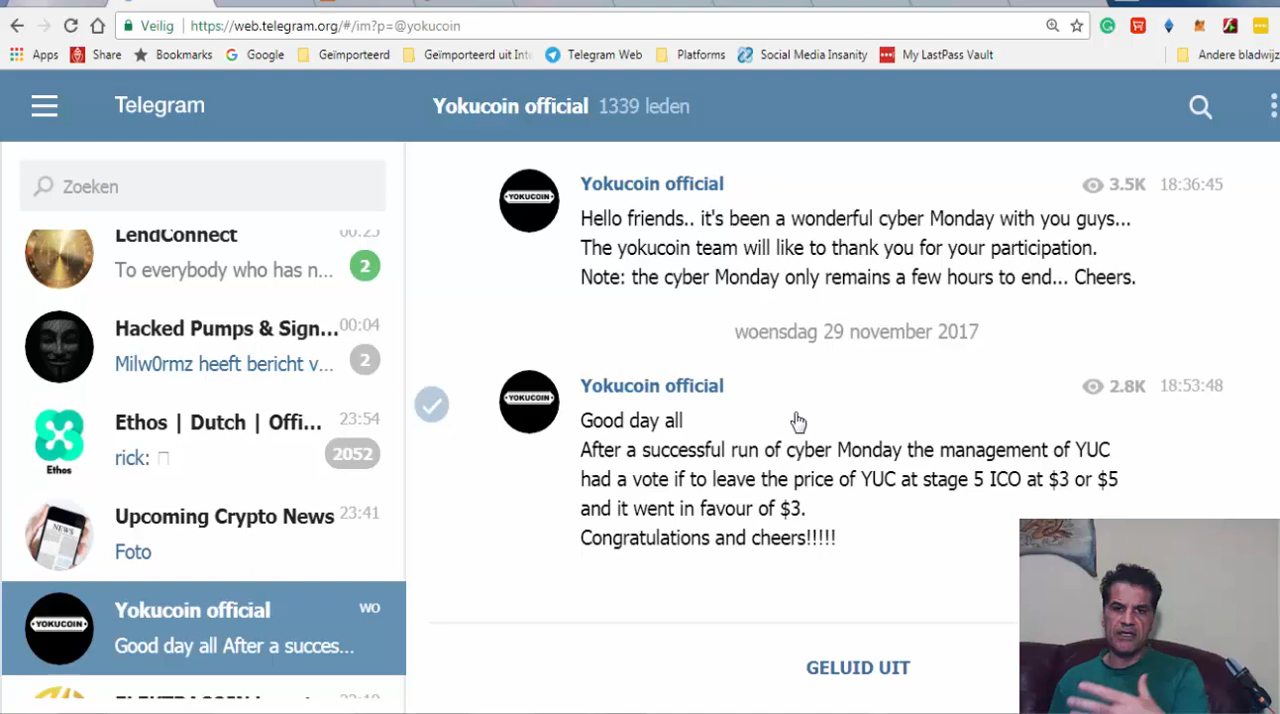 Veilig
https://web.telegram.org/#/im?p=@yokucoin
Apps
Share
Bookmarks
Google
Geïmporteerd
Geïmporteerd uit Int
Telegram Web
Platforms
Social Media Insanity
My LastPass Vault
Andere bladwijz
Telegram
Yokucoin official 1339 leden
Zoeken
LendConnect 00:25
To everybody who has n... 2
Hacked Pumps & Sign... 00:04
Milw0rmz heeft bericht v... 2
Ethos | Dutch | Offi... 23:54
rick: 2052
Ethos
Upcoming Crypto News 23:41
Foto
NEWS
Yokucoin official wo
YOKUCOIN
Good day all After a succes...
YOKUCOIN
Yokucoin official 3.5K 18:36:45
Hello friends.. it's been a wonderful cyber Monday with you guys...
The yokucoin team will like to thank you for your participation.
Note: the cyber Monday only remains a few hours to end... Cheers.
woensdag 29 november 2017
YOKUCOIN
Yokucoin official 2.8K 18:53:48
Good day all
After a successful run of cyber Monday the management of YUC
had a vote if to leave the price of YUC at stage 5 ICO at $3 or $5
and it went in favour of $3.
Congratulations and cheers!!!!!
GELUID UIT